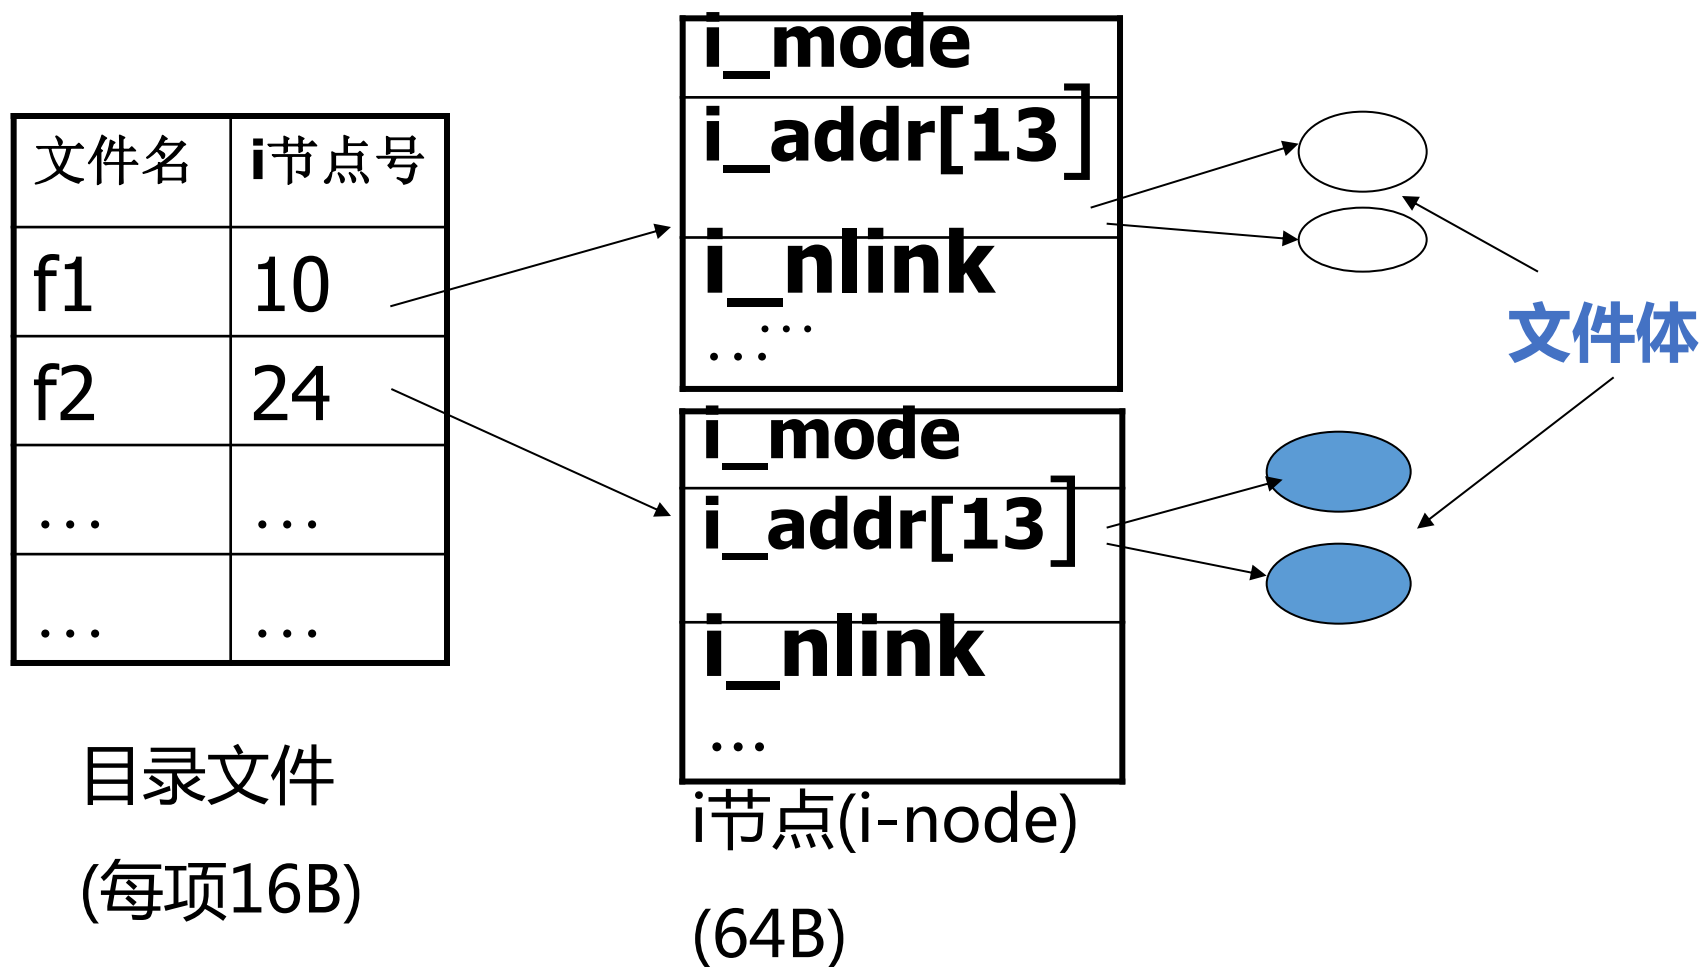 文件名 i节点号
f1 10
f2 24
... ...
... ...
目录文件
(每项16B)
i_mode
i_addr[13]
i_nlink
...
...
i_mode
i_addr[13]
i_nlink
...
i节点(i-node)
(64B)
文件体